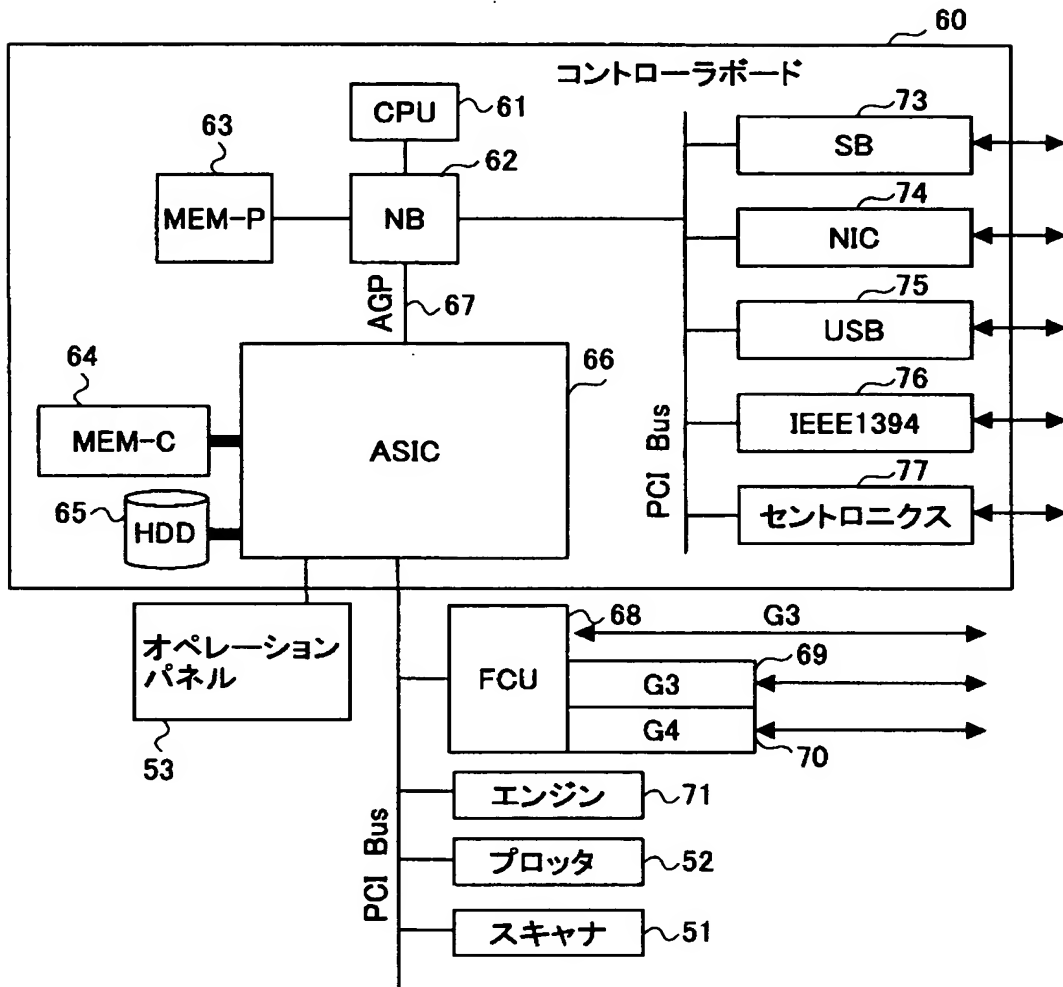 60
コントローラボード
CPU
61
63
62
MEM-P
NB
AGP
67
64
66
MEM-C
ASIC
65
HDD
73
SB
74
NIC
75
USB
76
IEEE1394
77
セントロニクス
PCI Bus
オペレーション
パネル
53
68
FCU
G3
69
G3
G4
70
エンジン
71
プロッタ
52
スキャナ
51
PCI Bus